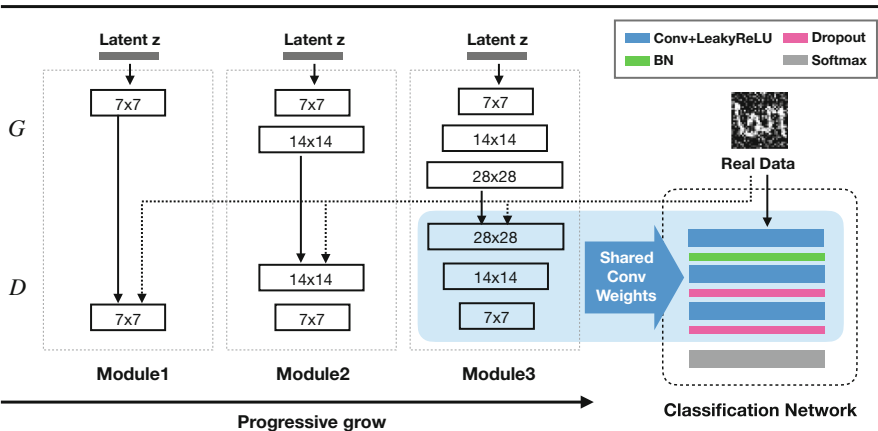 Latent z
Latent z
Latent z
Conv+LeakyReLU
Dropout
BN
Softmax
G
7x7
7x7
7x7
14x14
14x14
28x28
Real Data
D
28x28
14x14
14x14
7x7
7x7
7x7
Shared
Conv
Weights
Module1
Module2
Module3
Progressive grow
Classification Network